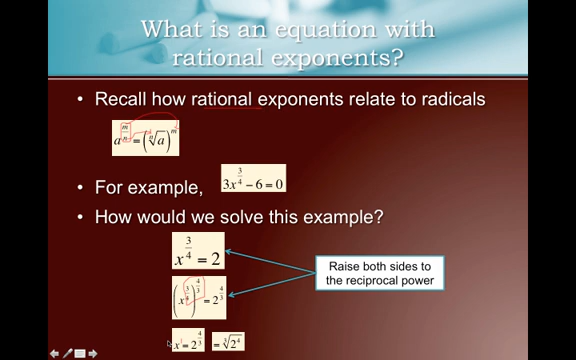 What is an equation with
rational exponents?
• Recall how rational exponents relate to radicals
a^(m/n) = (ⁿ√a)^m
• For example, 3x^(3/4) − 6 = 0
• How would we solve this example?
x^(3/4) = 2
Raise both sides to
the reciprocal power
(x^(3/4))^(4/3) = 2^(4/3)
x = 2^(4/3) = ³√(2⁴)